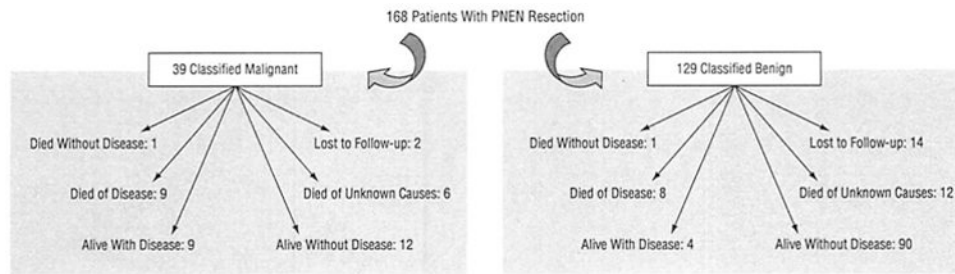 168 Patients With PNEN Resection
39 Classified Malignant
Died Without Disease: 1
Lost to Follow-up: 2
Died of Disease: 9
Died of Unknown Causes: 6
Alive With Disease: 9
Alive Without Disease: 12
129 Classified Benign
Died Without Disease: 1
Lost to Follow-up: 14
Died of Disease: 8
Died of Unknown Causes: 12
Alive With Disease: 4
Alive Without Disease: 90